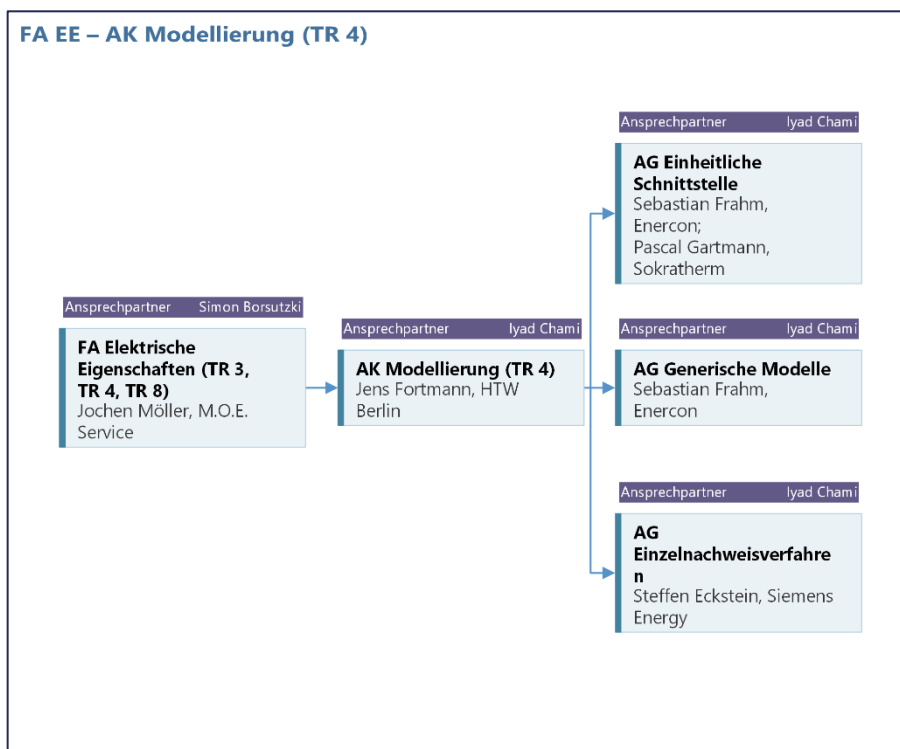 FA EE – AK Modellierung (TR 4)
Ansprechpartner Simon Borsutzki
FA Elektrische
Eigenschaften (TR 3,
TR 4, TR 8)
Jochen Möller, M.O.E.
Service
Ansprechpartner Iyad Chami
AK Modellierung (TR 4)
Jens Fortmann, HTW
Berlin
Ansprechpartner Iyad Chami
AG Einheitliche
Schnittstelle
Sebastian Frahm,
Enercon;
Pascal Gartmann,
Sokratherm
Ansprechpartner Iyad Chami
AG Generische Modelle
Sebastian Frahm,
Enercon
Ansprechpartner Iyad Chami
AG
Einzelnachweisverfahre
n
Steffen Eckstein, Siemens
Energy